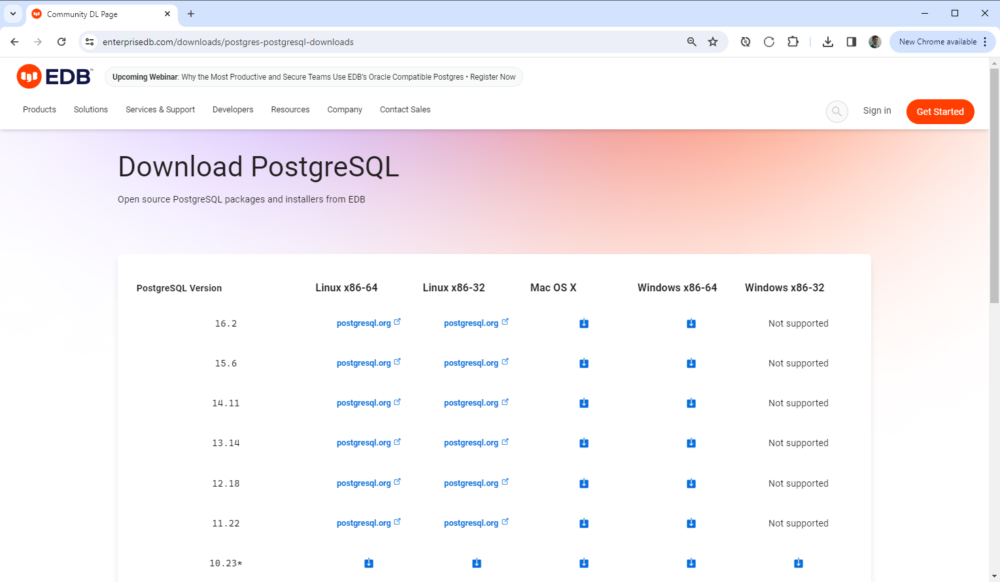 Community DL Page
enterprisedb.com/downloads/postgres-postgresql-downloads
New Chrome available
EDB™
Upcoming Webinar: Why the Most Productive and Secure Teams Use EDB's Oracle Compatible Postgres • Register Now
Products Solutions Services & Support Developers Resources Company Contact Sales
Sign in Get Started
Download PostgreSQL
Open source PostgreSQL packages and installers from EDB
PostgreSQL Version Linux x86-64 Linux x86-32 Mac OS X Windows x86-64 Windows x86-32
16.2 postgresql.org postgresql.org Not supported
15.6 postgresql.org postgresql.org Not supported
14.11 postgresql.org postgresql.org Not supported
13.14 postgresql.org postgresql.org Not supported
12.18 postgresql.org postgresql.org Not supported
11.22 postgresql.org postgresql.org Not supported
10.23*